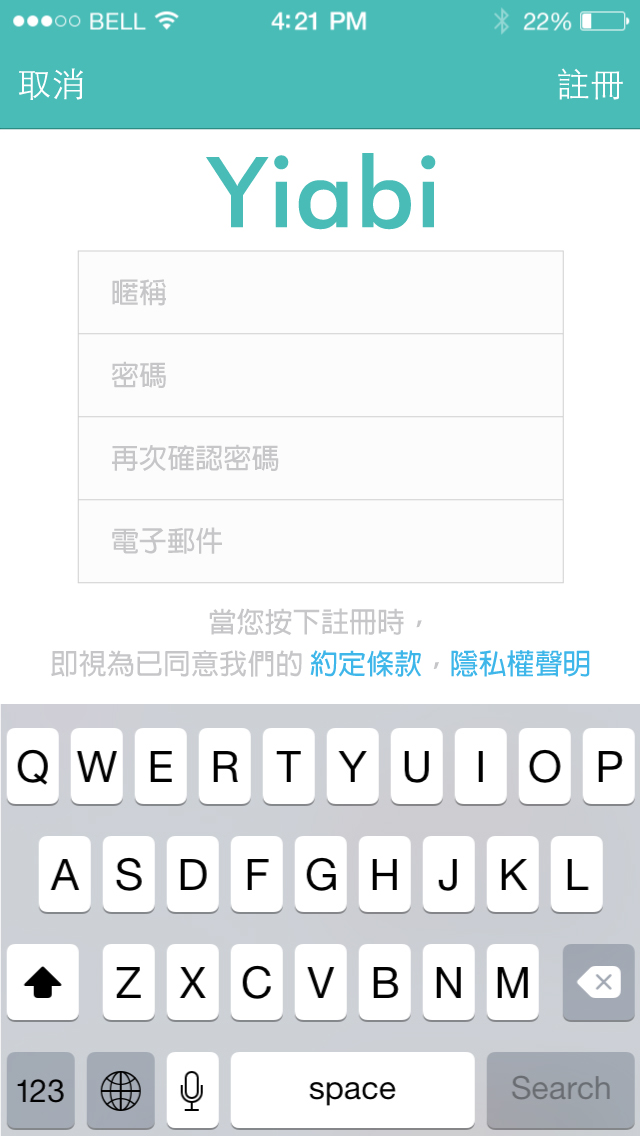 BELL 4:21 PM 22%
取消 註冊
Yiabi
暱稱
密碼
再次確認密碼
電子郵件
當您按下註冊時，
即視為已同意我們的 約定條款，隱私權聲明
Q W E R T Y U I O P
A S D F G H J K L
Z X C V B N M
123 space Search